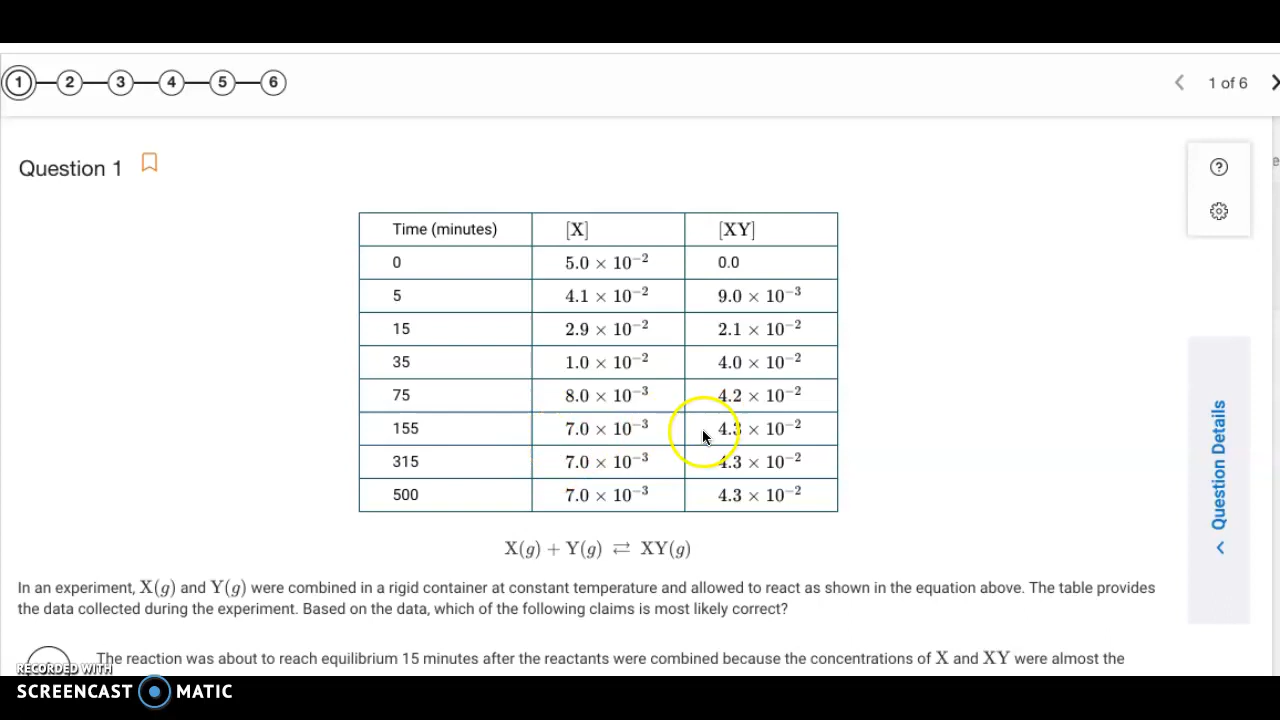 1 2 3 4 5 6 1 of 6
Question 1
Time (minutes) [X] [XY]
0 5.0 × 10⁻² 0.0
5 4.1 × 10⁻² 9.0 × 10⁻³
15 2.9 × 10⁻² 2.1 × 10⁻²
35 1.0 × 10⁻² 4.0 × 10⁻²
75 8.0 × 10⁻³ 4.2 × 10⁻²
155 7.0 × 10⁻³ 4.3 × 10⁻²
315 7.0 × 10⁻³ 4.3 × 10⁻²
500 7.0 × 10⁻³ 4.3 × 10⁻²
X(g) + Y(g) ⇄ XY(g)
In an experiment, X(g) and Y(g) were combined in a rigid container at constant temperature and allowed to react as shown in the equation above. The table provides
the data collected during the experiment. Based on the data, which of the following claims is most likely correct?
The reaction was about to reach equilibrium 15 minutes after the reactants were combined because the concentrations of X and XY were almost the
Question Details
RECORDED WITH
SCREENCAST MATIC